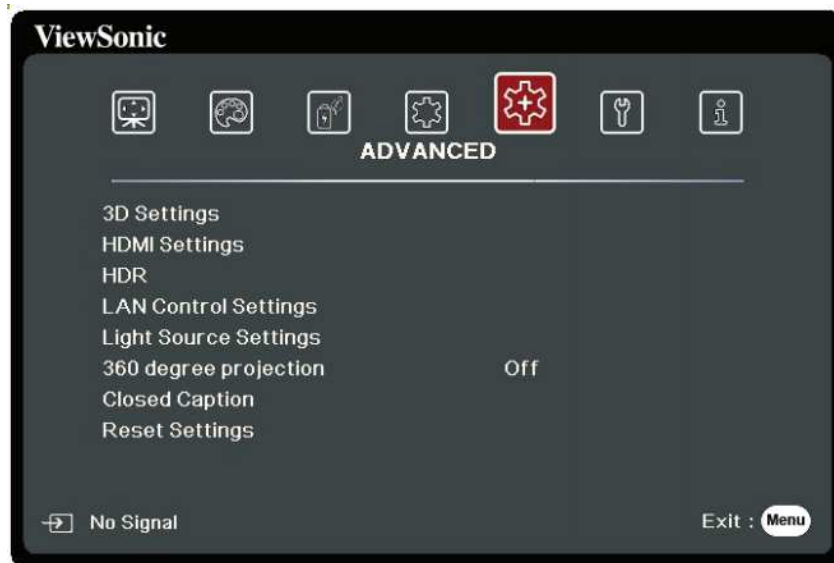 ViewSonic
ADVANCED
3D Settings
HDMI Settings
HDR
LAN Control Settings
Light Source Settings
360 degree projection Off
Closed Caption
Reset Settings
No Signal
Exit : Menu